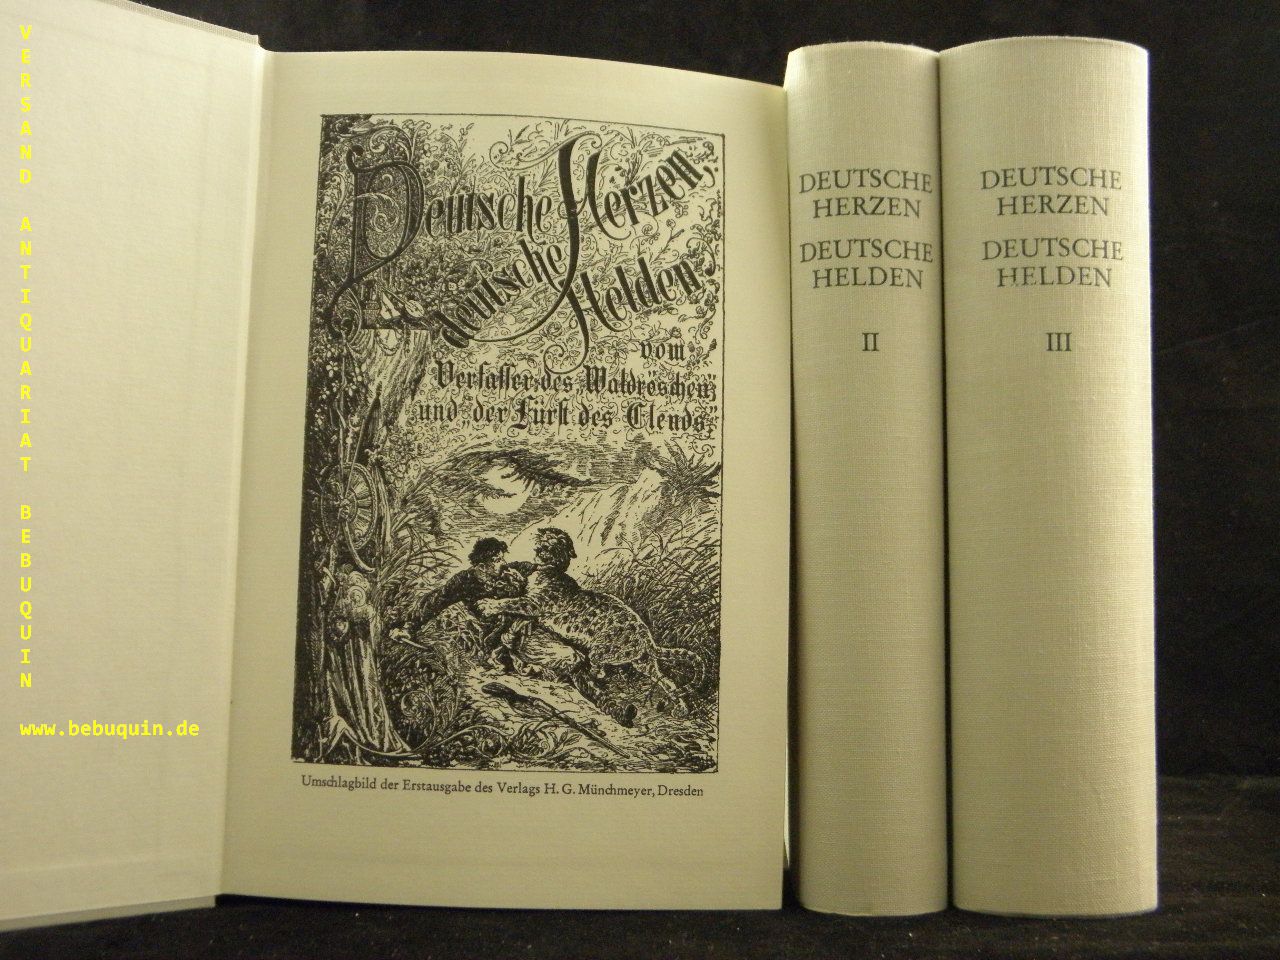 VERSAND ANTIQUARIAT BEBUQUIN
www.bebuquin.de
Deutsche Herzen,
deutsche Helden
vom
Verfasser des „Waldröschen“
und „der Fürst des Elends“
Umschlagbild der Erstausgabe des Verlags H. G. Münchmeyer, Dresden
DEUTSCHE
HERZEN
DEUTSCHE
HELDEN
II
DEUTSCHE
HERZEN
DEUTSCHE
HELDEN
III